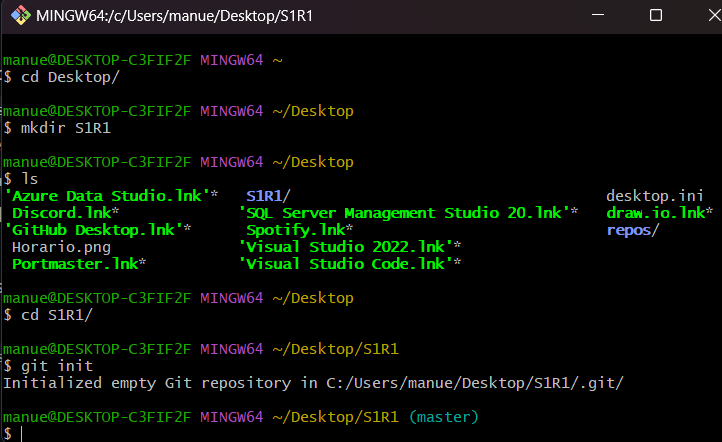 MINGW64:/c/Users/manue/Desktop/S1R1
manue@DESKTOP-C3FIF2F MINGW64 ~
$ cd Desktop/
manue@DESKTOP-C3FIF2F MINGW64 ~/Desktop
$ mkdir S1R1
manue@DESKTOP-C3FIF2F MINGW64 ~/Desktop
$ ls
'Azure Data Studio.lnk'*   S1R1/   desktop.ini
Discord.lnk*   'SQL Server Management Studio 20.lnk'*   draw.io.lnk*
'GitHub Desktop.lnk'*   Spotify.lnk*   repos/
Horario.png   'Visual Studio 2022.lnk'*
Portmaster.lnk*   'Visual Studio Code.lnk'*
manue@DESKTOP-C3FIF2F MINGW64 ~/Desktop
$ cd S1R1/
manue@DESKTOP-C3FIF2F MINGW64 ~/Desktop/S1R1
$ git init
Initialized empty Git repository in C:/Users/manue/Desktop/S1R1/.git/
manue@DESKTOP-C3FIF2F MINGW64 ~/Desktop/S1R1 (master)
$